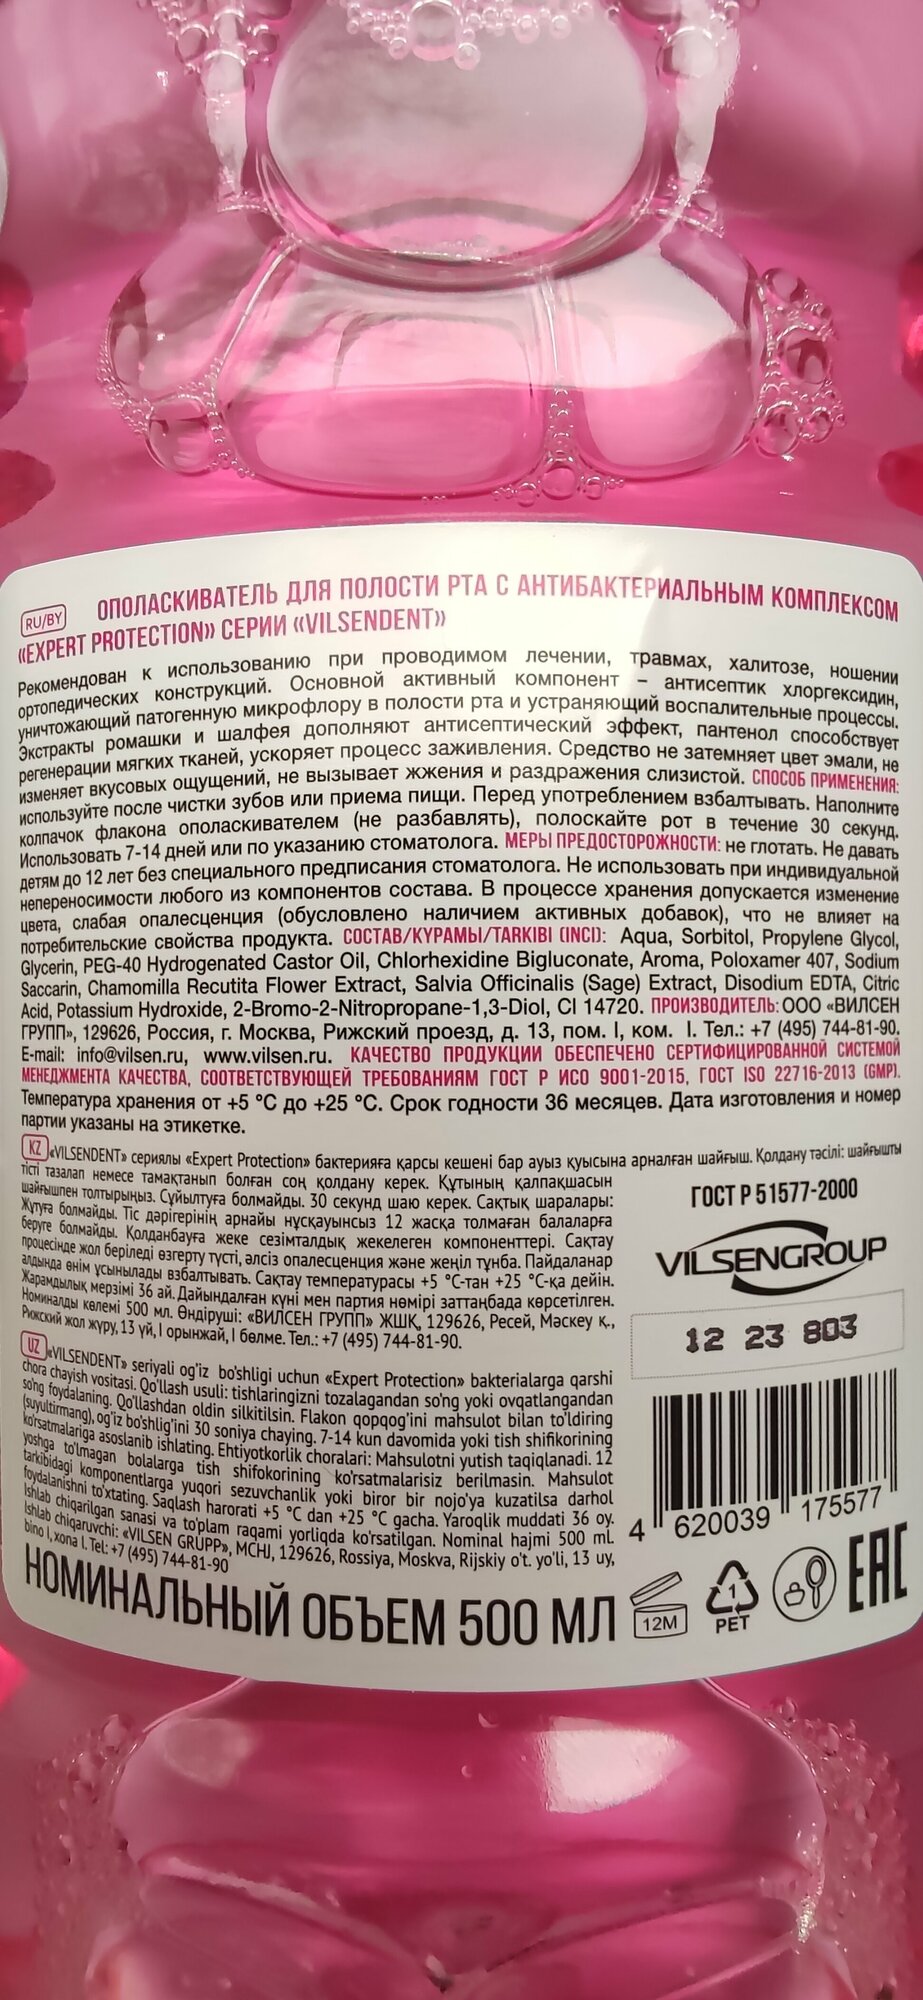 RU/BY ОПОЛАСКИВАТЕЛЬ ДЛЯ ПОЛОСТИ РТА С АНТИБАКТЕРИАЛЬНЫМ КОМПЛЕКСОМ
«EXPERT PROTECTION» СЕРИИ «VILSENDENT»
Рекомендован к использованию при проводимом лечении, травмах, халитозе, ношении
ортопедических конструкций. Основной активный компонент – антисептик хлоргексидин,
уничтожающий патогенную микрофлору в полости рта и устраняющий воспалительные процессы.
Экстракты ромашки и шалфея дополняют антисептический эффект, пантенол способствует
регенерации мягких тканей, ускоряет процесс заживления. Средство не затемняет цвет эмали, не
изменяет вкусовых ощущений, не вызывает жжения и раздражения слизистой. СПОСОБ ПРИМЕНЕНИЯ:
используйте после чистки зубов или приема пищи. Перед употреблением взбалтывать. Наполните
колпачок флакона ополаскивателем (не разбавлять), полоскайте рот в течение 30 секунд.
Использовать 7-14 дней или по указанию стоматолога. МЕРЫ ПРЕДОСТОРОЖНОСТИ: не глотать. Не давать
детям до 12 лет без специального предписания стоматолога. Не использовать при индивидуальной
непереносимости любого из компонентов состава. В процессе хранения допускается изменение
цвета, слабая опалесценция (обусловлено наличием активных добавок), что не влияет на
потребительские свойства продукта. СОСТАВ/ҚҰРАМЫ/TARKIBI (INCI): Aqua, Sorbitol, Propylene Glycol,
Glycerin, PEG-40 Hydrogenated Castor Oil, Chlorhexidine Bigluconate, Aroma, Poloxamer 407, Sodium
Saccarin, Chamomilla Recutita Flower Extract, Salvia Officinalis (Sage) Extract, Disodium EDTA, Citric
Acid, Potassium Hydroxide, 2-Bromo-2-Nitropropane-1,3-Diol, CI 14720. ПРОИЗВОДИТЕЛЬ: ООО «ВИЛСЕН
ГРУПП», 129626, Россия, г. Москва, Рижский проезд, д. 13, пом. I, ком. I. Тел.: +7 (495) 744-81-90.
E-mail: info@vilsen.ru, www.vilsen.ru. КАЧЕСТВО ПРОДУКЦИИ ОБЕСПЕЧЕНО СЕРТИФИЦИРОВАННОЙ СИСТЕМОЙ
МЕНЕДЖМЕНТА КАЧЕСТВА, СООТВЕТСТВУЮЩЕЙ ТРЕБОВАНИЯМ ГОСТ Р ИСО 9001-2015, ГОСТ ISO 22716-2013 (GMP).
Температура хранения от +5 °C до +25 °C. Срок годности 36 месяцев. Дата изготовления и номер
партии указаны на этикетке.
KZ «VILSENDENT» сериялы «Expert Protection» бактерияға қарсы кешені бар ауыз қуысына арналған шайғыш. Қолдану тәсілі: шайғышты
тісті тазалап немесе тамақтанып болған соң қолдану керек. Құтының қалпақшасын
шайғышпен толтырыңыз. Сұйылтуға болмайды. 30 секунд шаю керек. Сақтық шаралары:
Жұтуға болмайды. Тіс дәрігерінің арнайы нұсқауынсыз 12 жасқа толмаған балаларға
беруге болмайды. Қолданбауға жеке сезімталдық жекелеген компоненттері. Сақтау
процесінде жол беріледі өзгерту түсті, әлсіз опалесценция және жеңіл тұнба. Пайдаланар
алдында өнім ұсынылады взбалтывать. Сақтау температурасы +5 °C-тан +25 °C-қа дейін.
Жарамдылық мерзімі 36 ай. Дайындалған күні мен партия нөмірі заттаңбада көрсетілген.
Номиналды көлемі 500 мл. Өндіруші: «ВИЛСЕН ГРУПП» ЖШҚ, 129626, Ресей, Мәскеу қ.,
Рижский жол жүру, 13 үй, I орынжай, I бөлме. Тел.: +7 (495) 744-81-90.
UZ «VILSENDENT» seriyali og'iz bo'shligi uchun «Expert Protection» bakterialarga qarshi
chora chayish vositasi. Qo'llash usuli: tishlaringizni tozalagandan so'ng yoki ovqatlangandan
so'ng foydalaning. Qo'llashdan oldin silkitilsin. Flakon qopqog'ini mahsulot bilan to'ldiring
(suyultirmang), og'iz bo'shlig'ini 30 soniya chaying. 7-14 kun davomida yoki tish shifikorining
ko'rsatmalariga asoslanib ishlating. Ehtiyotkorlik choralari: Mahsulotni yutish taqiqlanadi. 12
yoshga to'lmagan bolalarga tish shifokorining ko'rsatmalarisiz berilmasin. Mahsulot
tarkibidagi komponentlarga yuqori sezuvchanlik yoki biror bir nojo'ya kuzatilsa darhol
foydalanishni to'xtating. Saqlash harorati +5 °C dan +25 °C gacha. Yaroqlik muddati 36 oy.
Ishlab chiqarilgan sanasi va to'plam raqami yorliqda ko'rsatilgan. Nominal hajmi 500 ml.
Ishlab chiqaruvchi: «VILSEN GRUPP», MCHJ, 129626, Rossiya, Moskva, Rijskiy o't. yo'li, 13 uy,
bino I, xona I. Tel.: +7 (495) 744-81-90
ГОСТ Р 51577-2000
VILSENGROUP
12 23 803
4 620039 175577
НОМИНАЛЬНЫЙ ОБЪЕМ 500 МЛ
12M
1
PET
EAC